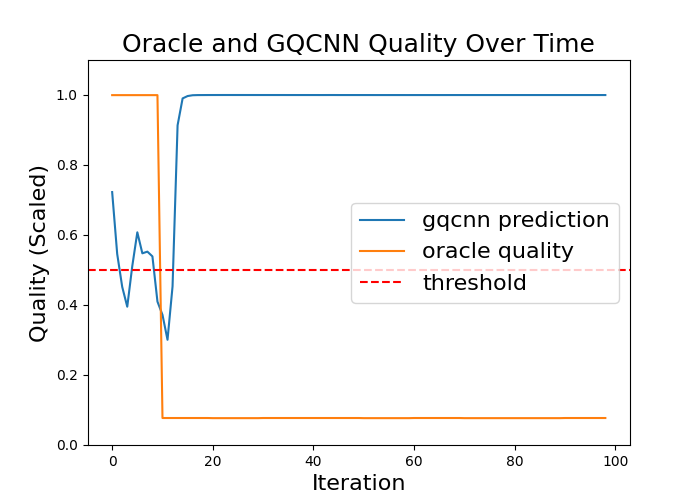 Oracle and GQCNN Quality Over Time
Quality (Scaled)
1.0
0.8
0.6
0.4
0.2
0.0
gqcnn prediction
oracle quality
threshold
0 20 40 60 80 100
Iteration